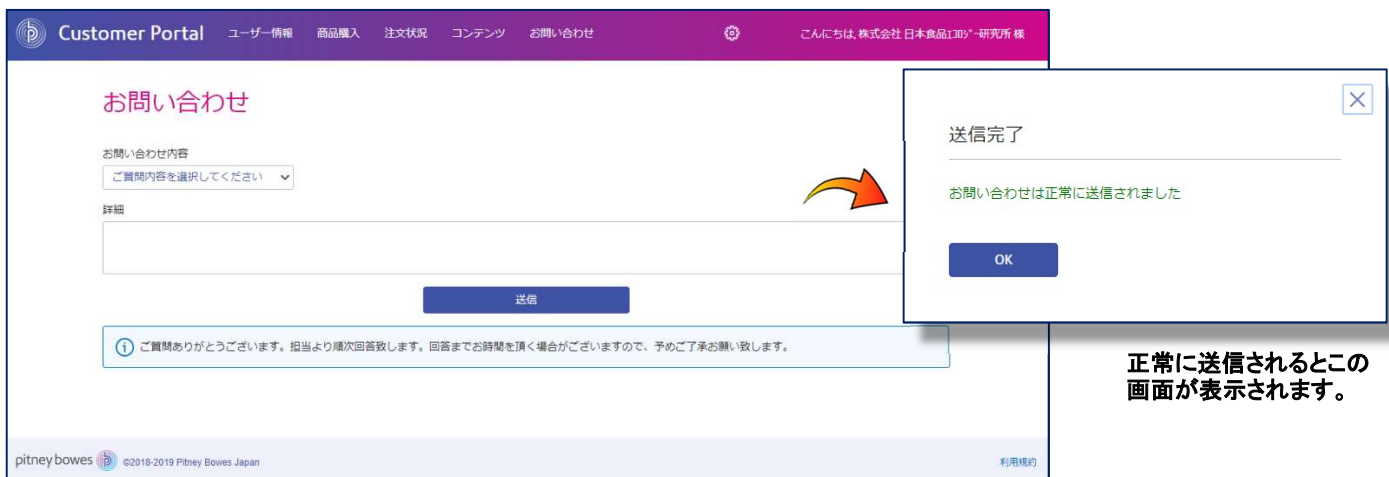 Customer Portal ユーザー情報 商品購入 注文状況 コンテンツ お問い合わせ こんにちは, 株式会社 日本食品ｴｺﾛｼﾞｰ研究所 様
お問い合わせ
お問い合わせ内容
ご質問内容を選択してください
詳細
送信
ご質問ありがとうございます。担当より順次回答致します。回答までお時間を頂く場合がございますので、予めご了承お願い致します。
pitney bowes ©2018-2019 Pitney Bowes Japan 利用規約
送信完了
お問い合わせは正常に送信されました
OK
正常に送信されるとこの
画面が表示されます。